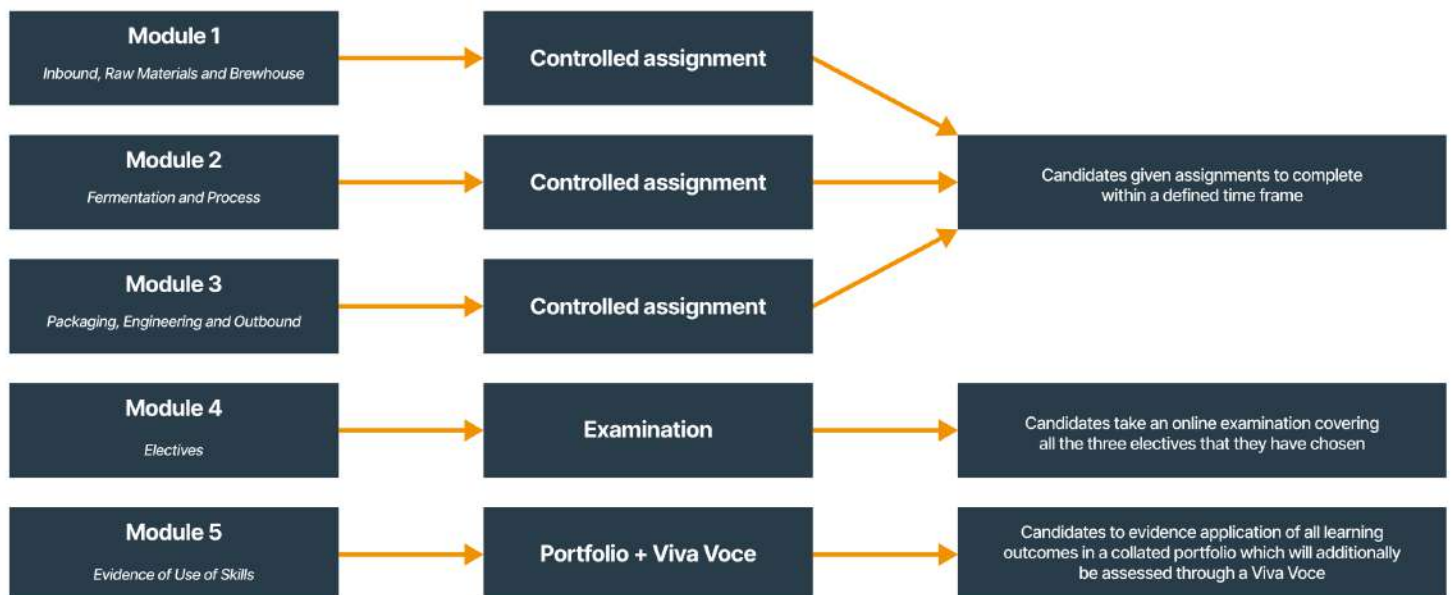 Module 1
Inbound, Raw Materials and Brewhouse
Controlled assignment
Module 2
Fermentation and Process
Controlled assignment
Candidates given assignments to complete
within a defined time frame
Module 3
Packaging, Engineering and Outbound
Controlled assignment
Module 4
Electives
Examination
Candidates take an online examination covering
all the three electives that they have chosen
Module 5
Evidence of Use of Skills
Portfolio + Viva Voce
Candidates to evidence application of all learning
outcomes in a collated portfolio which will additionally
be assessed through a Viva Voce